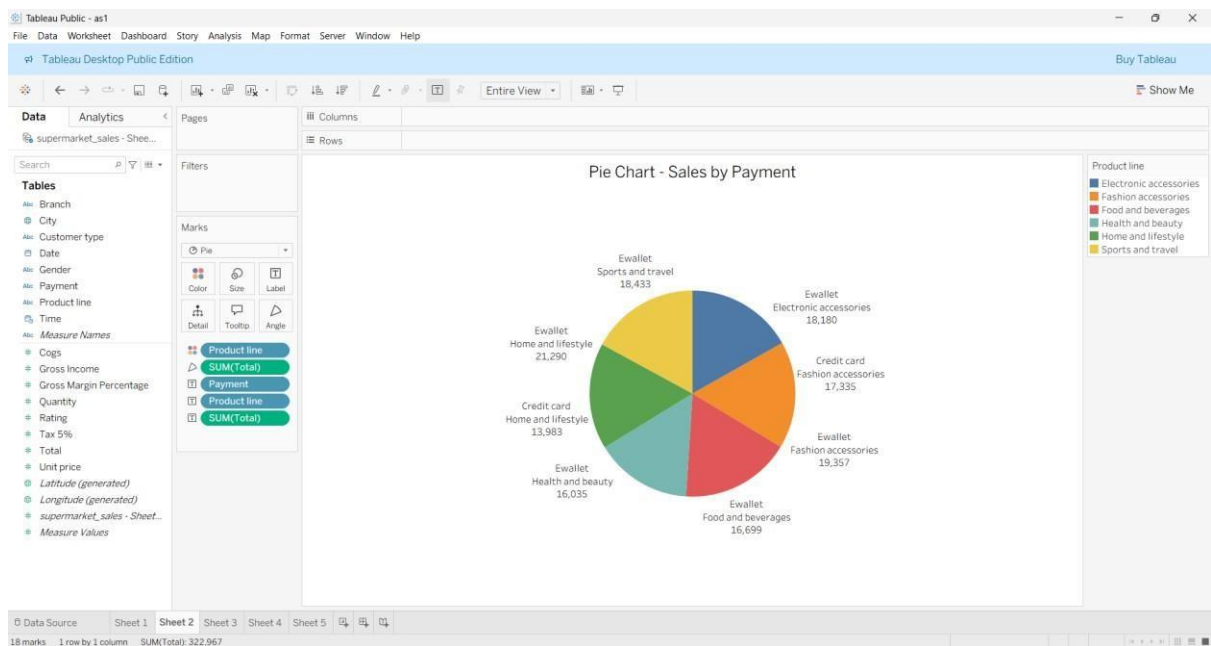 Tableau Public - as1
File Data Worksheet Dashboard Story Analysis Map Format Server Window Help
Tableau Desktop Public Edition
Buy Tableau
Entire View
Show Me
Data
Analytics
supermarket_sales - Shee...
Search
Tables
Abc Branch
City
Abc Customer type
Date
Abc Gender
Abc Payment
Abc Product line
Time
Abc Measure Names
# Cogs
# Gross Income
# Gross Margin Percentage
# Quantity
# Rating
# Tax 5%
# Total
# Unit price
Latitude (generated)
Longitude (generated)
# supermarket_sales - Sheet...
# Measure Values
Pages
Filters
Marks
Pie
Color
Size
Label
Detail
Tooltip
Angle
Product line
SUM(Total)
Payment
Product line
SUM(Total)
Columns
Rows
Pie Chart - Sales by Payment
Ewallet
Sports and travel
18,433
Ewallet
Electronic accessories
18,180
Ewallet
Home and lifestyle
21,290
Credit card
Fashion accessories
17,335
Credit card
Home and lifestyle
13,983
Ewallet
Fashion accessories
19,357
Ewallet
Health and beauty
16,035
Ewallet
Food and beverages
16,699
Product line
Electronic accessories
Fashion accessories
Food and beverages
Health and beauty
Home and lifestyle
Sports and travel
Data Source
Sheet 1
Sheet 2
Sheet 3
Sheet 4
Sheet 5
18 marks 1 row by 1 column SUM(Total): 322,967